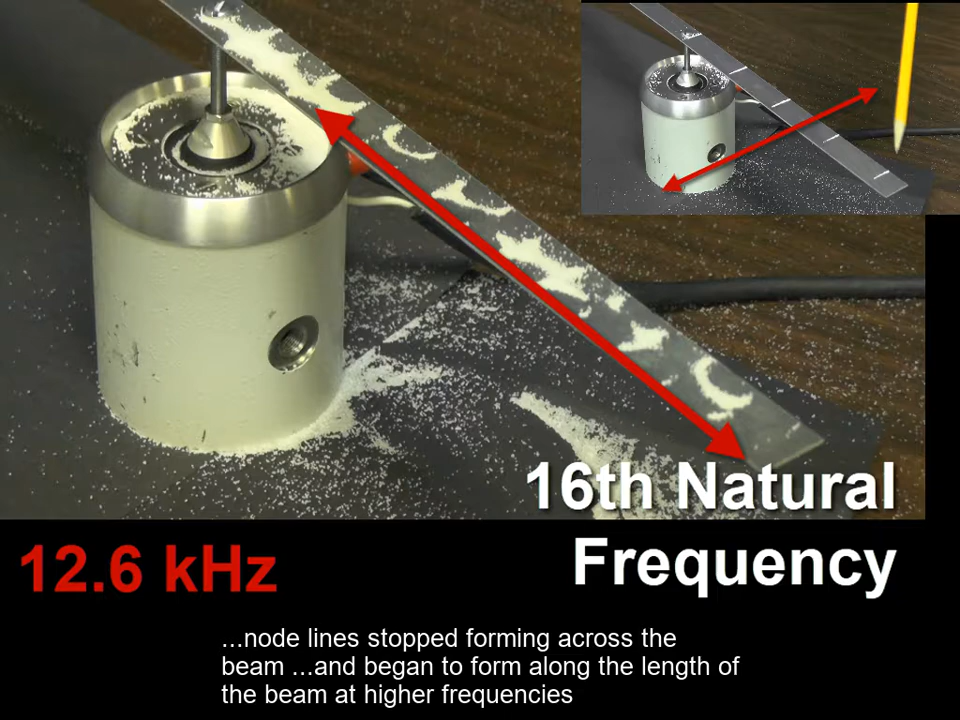 16th Natural
Frequency
12.6 kHz
...node lines stopped forming across the
beam ...and began to form along the length of
the beam at higher frequencies